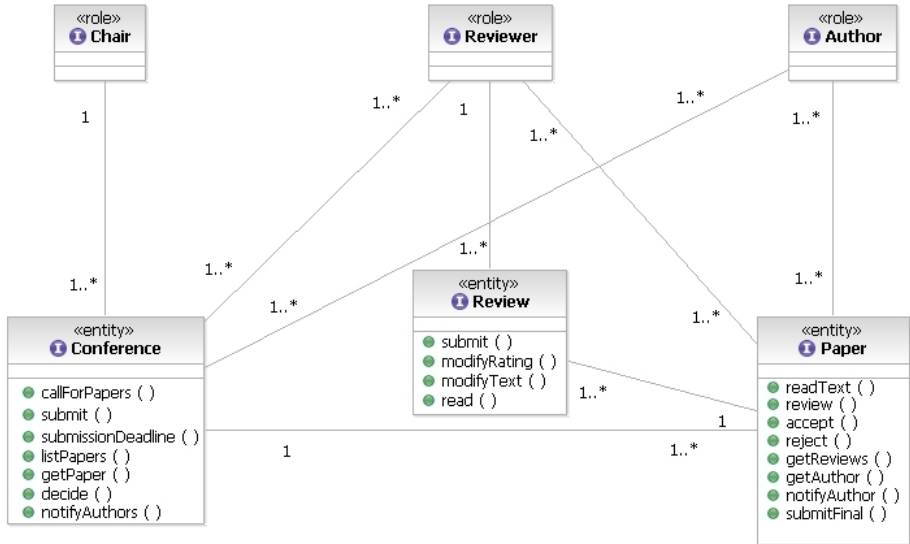 «role»
Chair
«role»
Reviewer
«role»
Author
1
1..*
1
1..*
1..*
1..*
1..*
1..*
1..*
1..*
1..*
1..*
«entity»
Review
submit ( )
modifyRating ( )
modifyText ( )
read ( )
«entity»
Conference
callForPapers ( )
submit ( )
submissionDeadline ( )
listPapers ( )
getPaper ( )
decide ( )
notifyAuthors ( )
«entity»
Paper
readText ( )
review ( )
accept ( )
reject ( )
getReviews ( )
getAuthor ( )
notifyAuthor ( )
submitFinal ( )
1..*
1
1
1..*